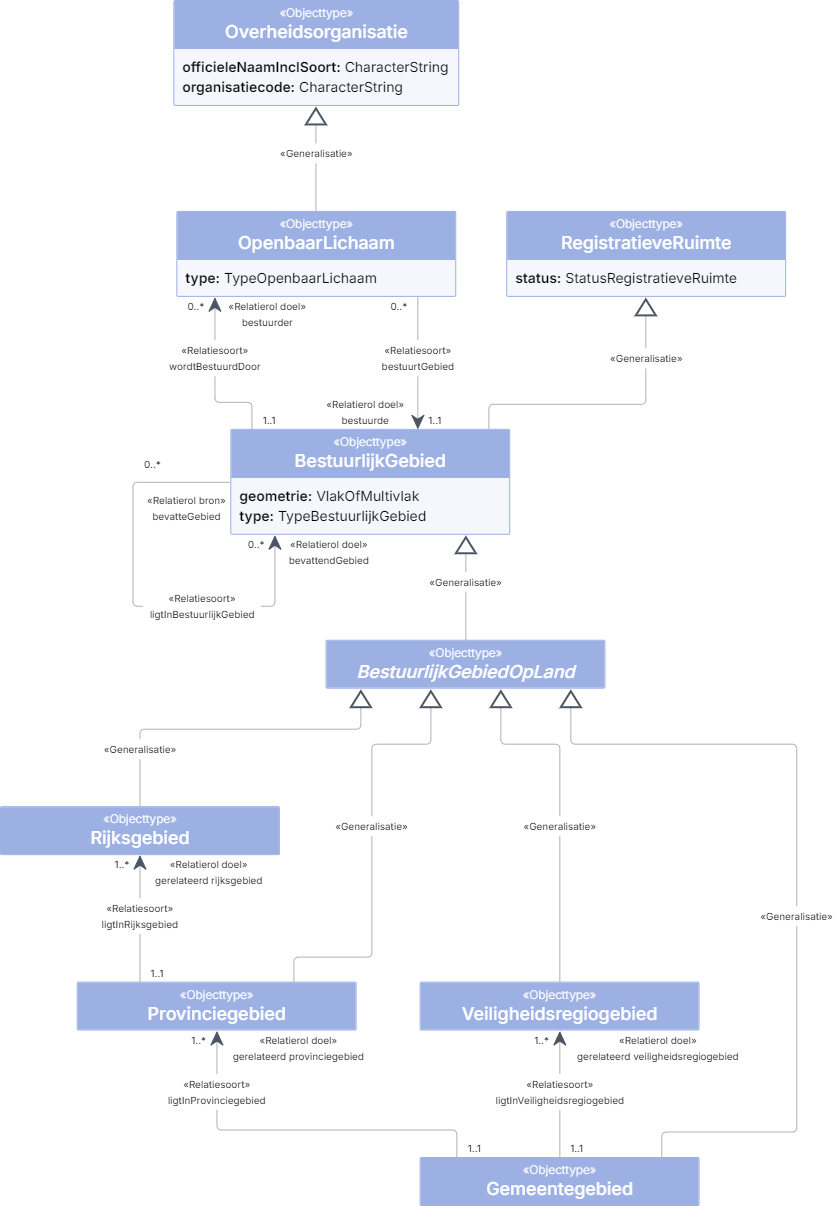 «Objecttype»
Overheidsorganisatie
officieleNaamInclSoort: CharacterString
organisatiecode: CharacterString
«Generalisatie»
«Objecttype»
OpenbaarLichaam
type: TypeOpenbaarLichaam
«Objecttype»
RegistratieveRuimte
status: StatusRegistratieveRuimte
0..*
«Relatierol doel»
bestuurder
0..*
«Relatiesoort»
wordtBestuurdDoor
«Relatiesoort»
bestuurtGebied
«Generalisatie»
1..1
«Relatierol doel»
bestuurde
1..1
«Objecttype»
BestuurlijkGebied
geometrie: VlakOfMultivlak
type: TypeBestuurlijkGebied
0..*
«Relatierol bron»
bevatteGebied
0..*
«Relatierol doel»
bevattendGebied
«Relatiesoort»
ligtInBestuurlijkGebied
«Generalisatie»
«Objecttype»
BestuurlijkGebiedOpLand
«Generalisatie»
«Generalisatie»
«Generalisatie»
«Generalisatie»
«Objecttype»
Rijksgebied
1..*
«Relatierol doel»
gerelateerd rijksgebied
«Relatiesoort»
ligtInRijksgebied
1..1
«Objecttype»
Provinciegebied
«Objecttype»
Veiligheidsregiogebied
1..*
«Relatierol doel»
gerelateerd provinciegebied
1..*
«Relatierol doel»
gerelateerd veiligheidsregiogebied
«Relatiesoort»
ligtInProvinciegebied
«Relatiesoort»
ligtInVeiligheidsregiogebied
1..1
1..1
«Objecttype»
Gemeentegebied